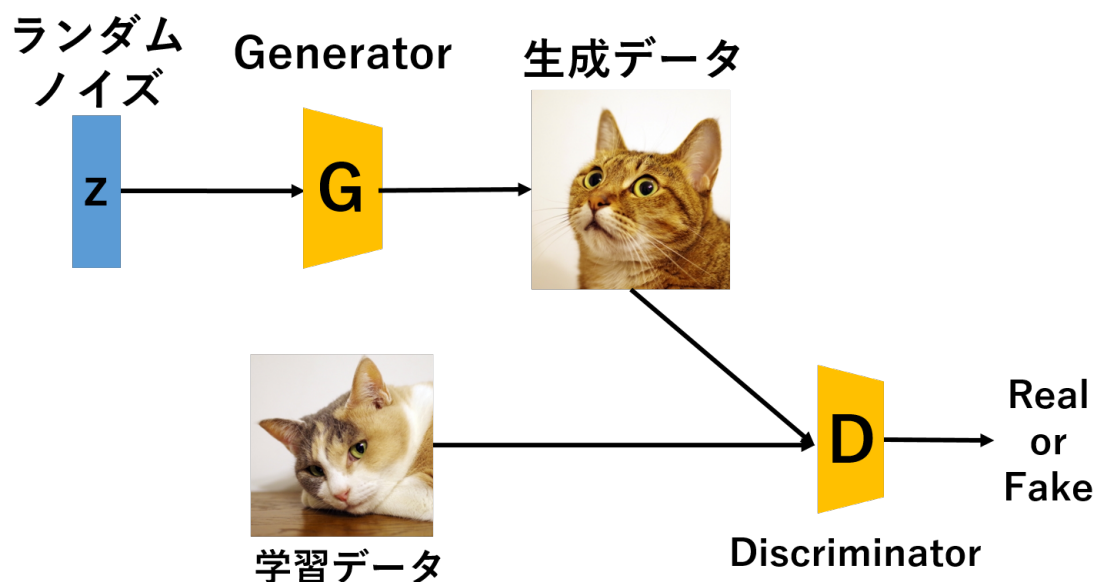 ランダム
ノイズ
Generator
生成データ
z
G
学習データ
D
Discriminator
Real
or
Fake